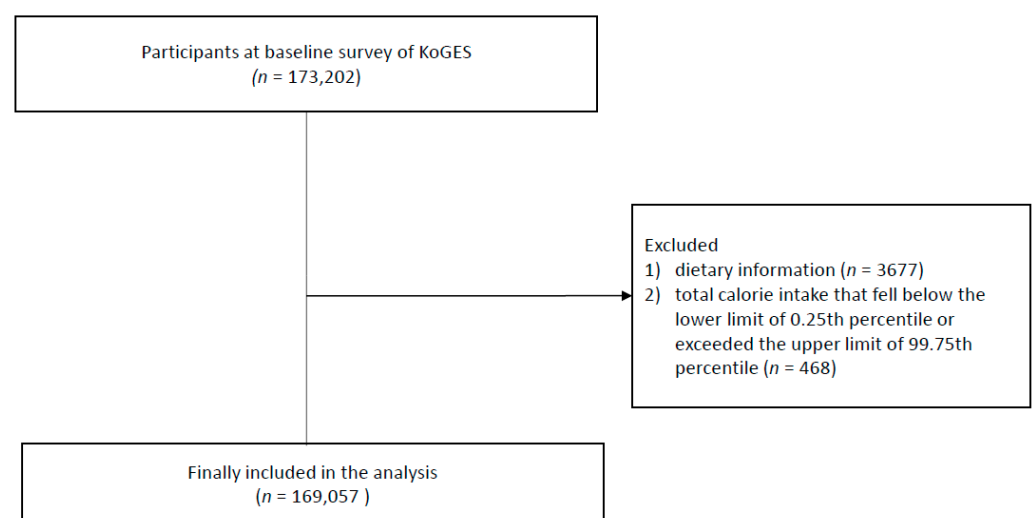 Participants at baseline survey of KoGES
(n = 173,202)
Excluded
1) dietary information (n = 3677)
2) total calorie intake that fell below the
lower limit of 0.25th percentile or
exceeded the upper limit of 99.75th
percentile (n = 468)
Finally included in the analysis
(n = 169,057 )